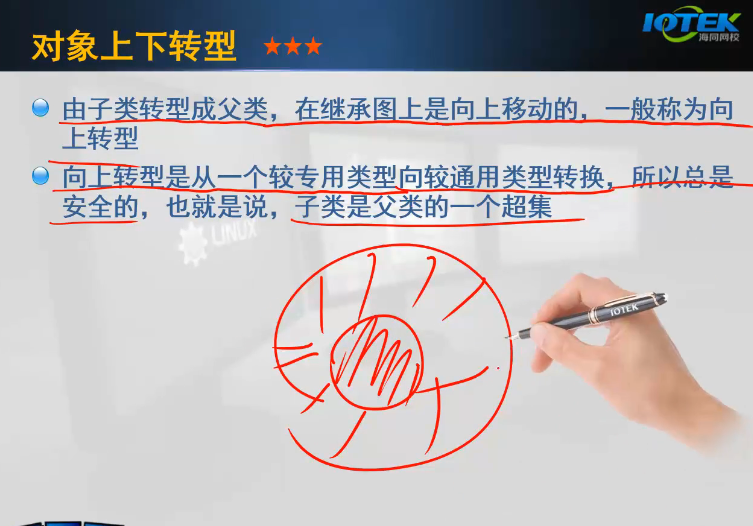 对象上下转型 ★★★
IOTEK
海同网校
由子类转型成父类，在继承图上是向上移动的，一般称为向
上转型
向上转型是从一个较专用类型向较通用类型转换，所以总是
安全的，也就是说，子类是父类的一个超集
LINUX
IOTEK